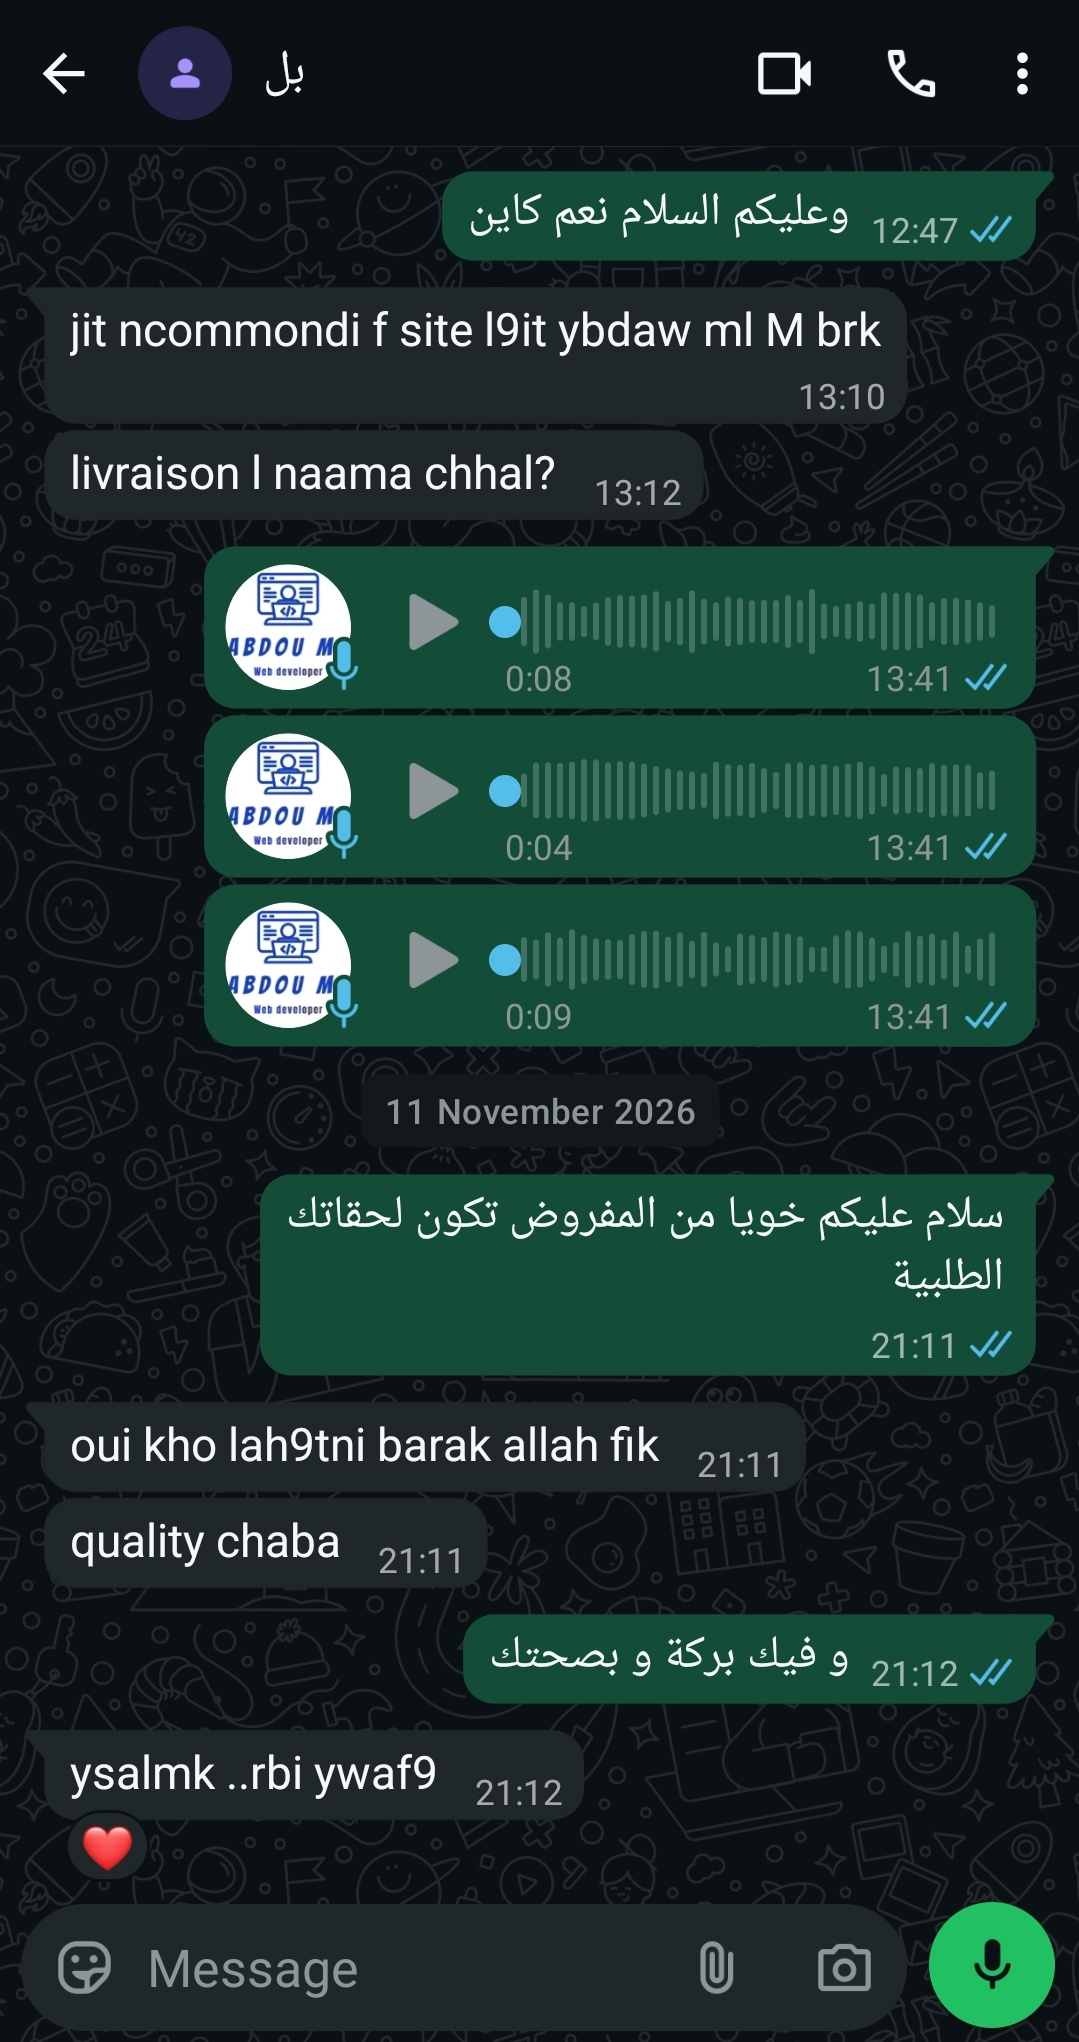 بل
وعليكم السلام نعم كاين
12:47
jit ncommondi f site l9it ybdaw ml M brk
13:10
livraison l naama chhal?
13:12
ABDOU M
Web developer
0:08
13:41
ABDOU M
Web developer
0:04
13:41
ABDOU M
Web developer
0:09
13:41
11 November 2026
سلام عليكم خويا من المفروض تكون لحقاتك
الطلبية
21:11
oui kho lah9tni barak allah fik
21:11
quality chaba
21:11
و فيك بركة و بصحتك
21:12
ysalmk ..rbi ywaf9
21:12
Message